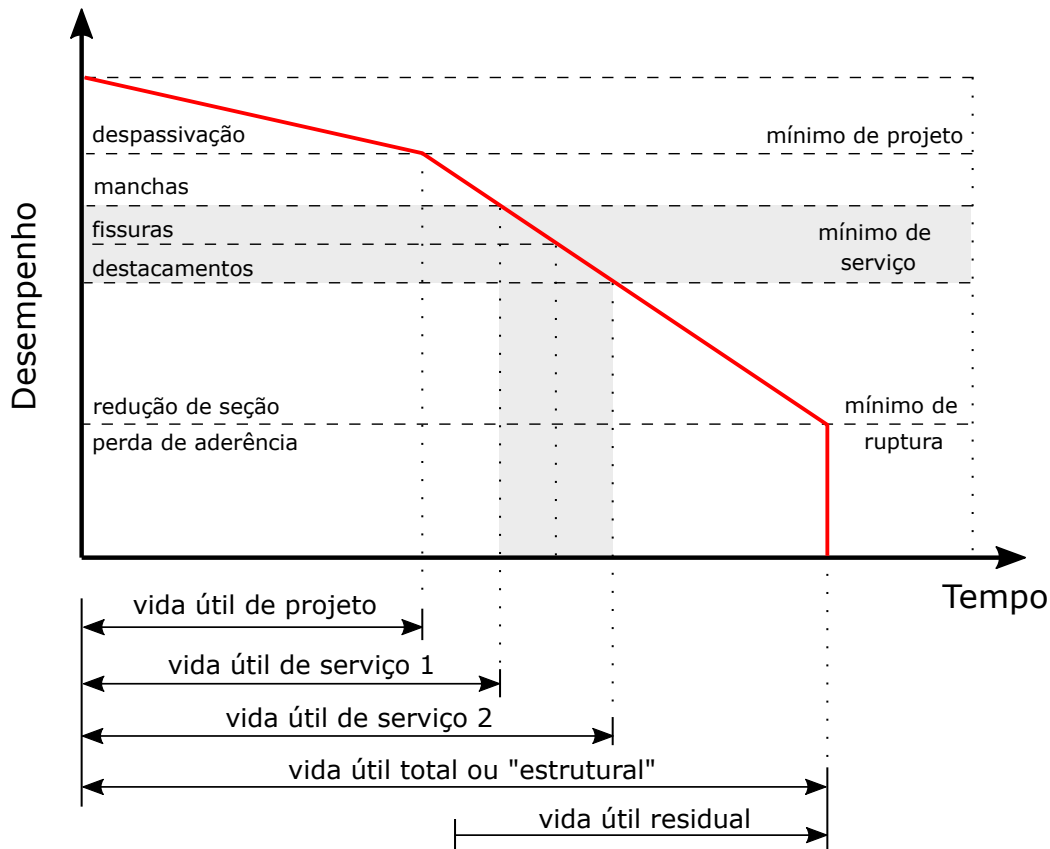 Desempenho
despassivação
mínimo de projeto
manchas
fissuras
mínimo de
serviço
destacamentos
redução de seção
mínimo de
perda de aderência
ruptura
Tempo
vida útil de projeto
vida útil de serviço 1
vida útil de serviço 2
vida útil total ou "estrutural"
vida útil residual